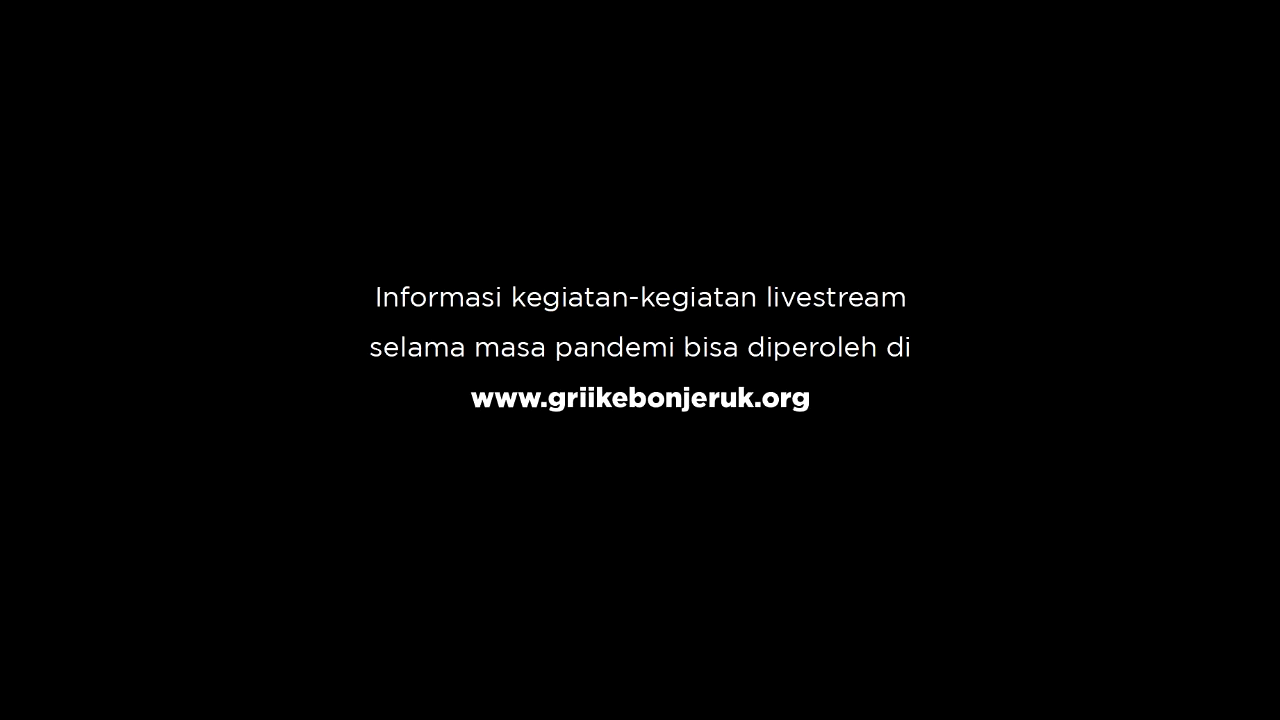 Informasi kegiatan-kegiatan livestream
selama masa pandemi bisa diperoleh di
www.griikebonjeruk.org